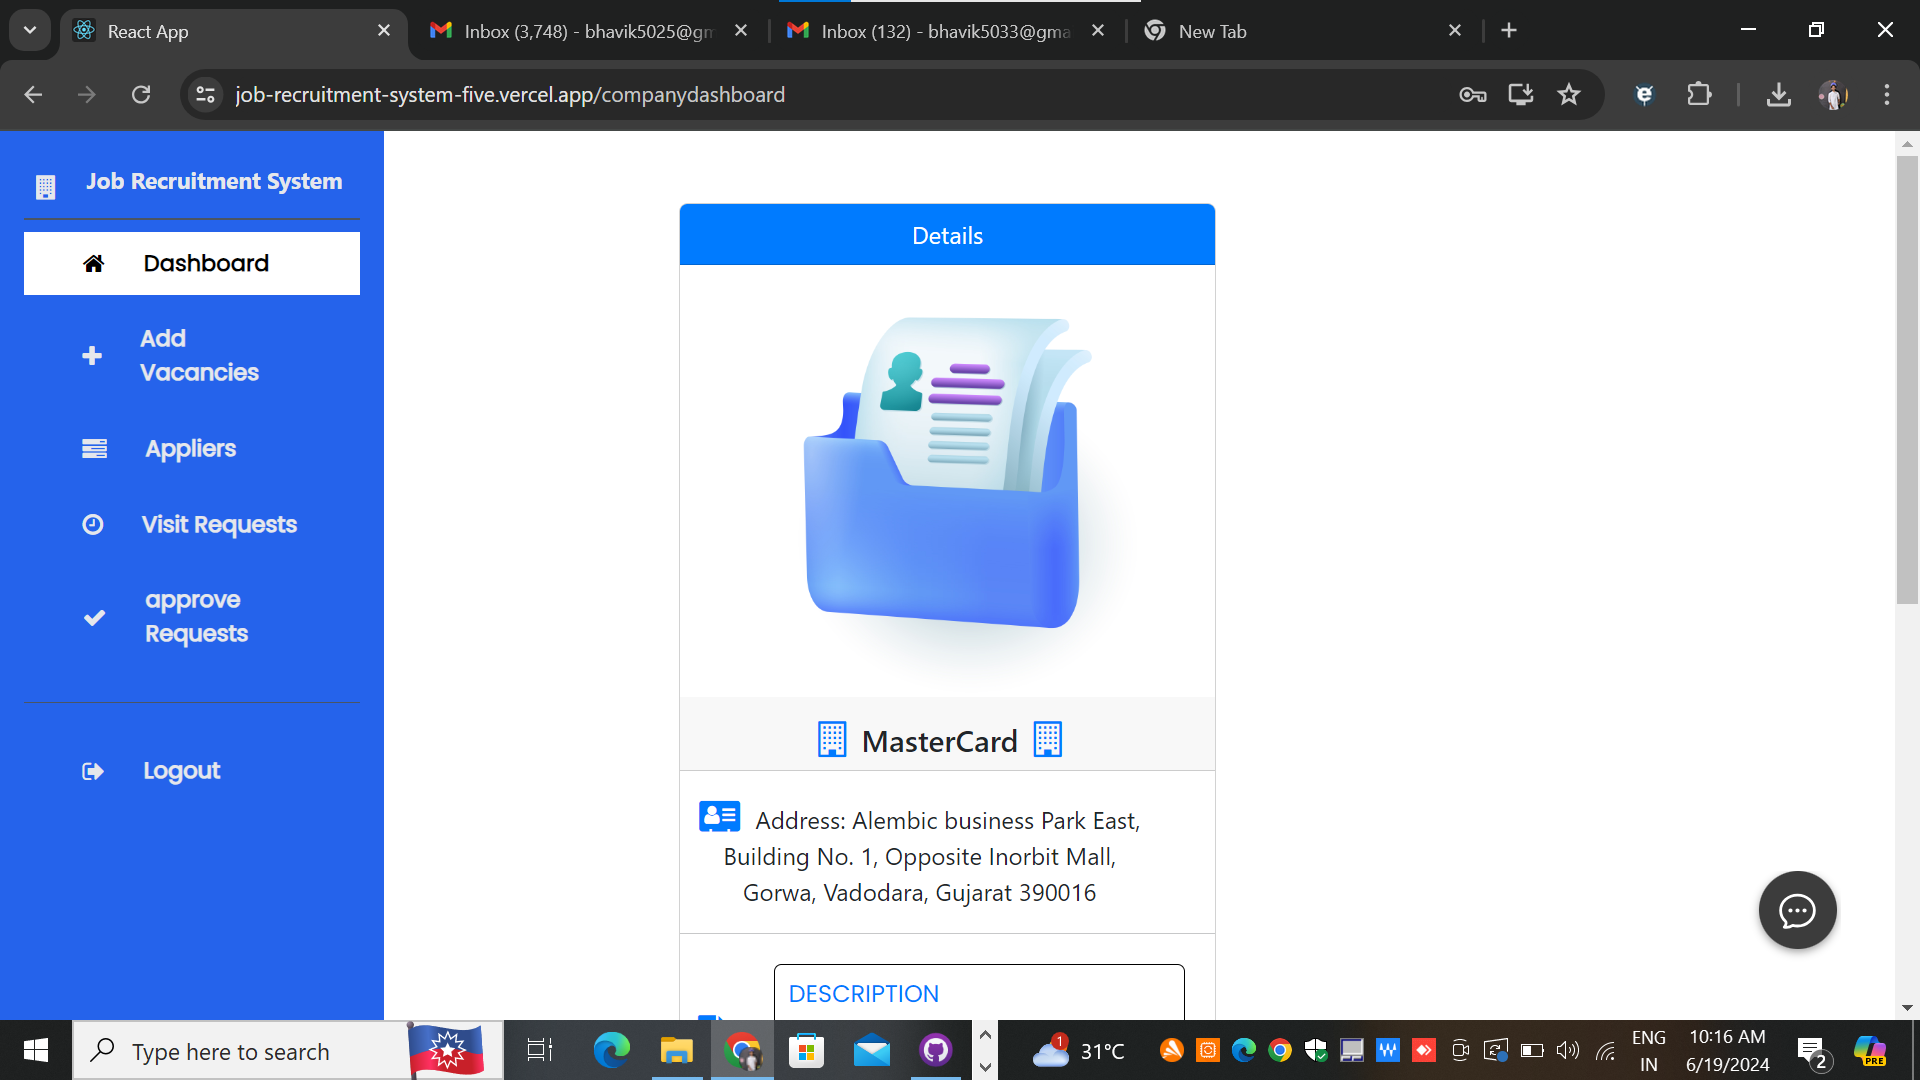 React App
Inbox (3,748) - bhavik5025@gm
Inbox (132) - bhavik5033@gma
New Tab
job-recruitment-system-five.vercel.app/companydashboard
Job Recruitment System
Dashboard
Add
Vacancies
Appliers
Visit Requests
approve
Requests
Logout
Details
MasterCard
Address: Alembic business Park East,
Building No. 1, Opposite Inorbit Mall,
Gorwa, Vadodara, Gujarat 390016
DESCRIPTION
Type here to search
1
31°C
ENG
IN
10:16 AM
6/19/2024
2
PRE